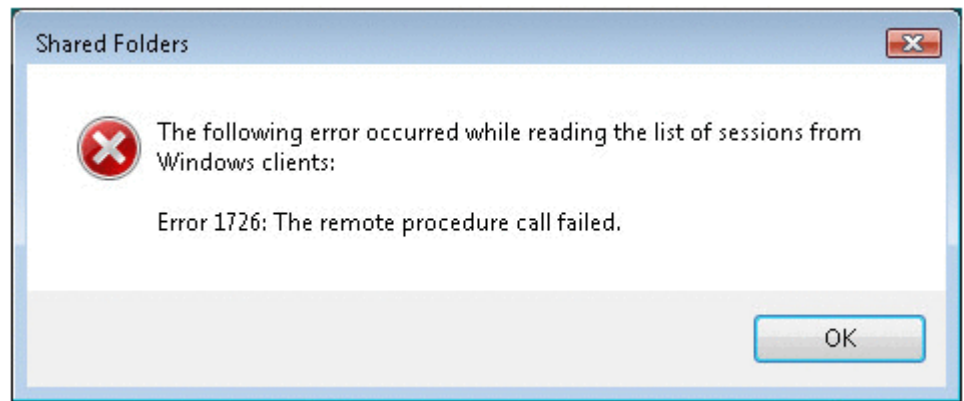 Shared Folders
The following error occurred while reading the list of sessions from
Windows clients:
Error 1726: The remote procedure call failed.
OK